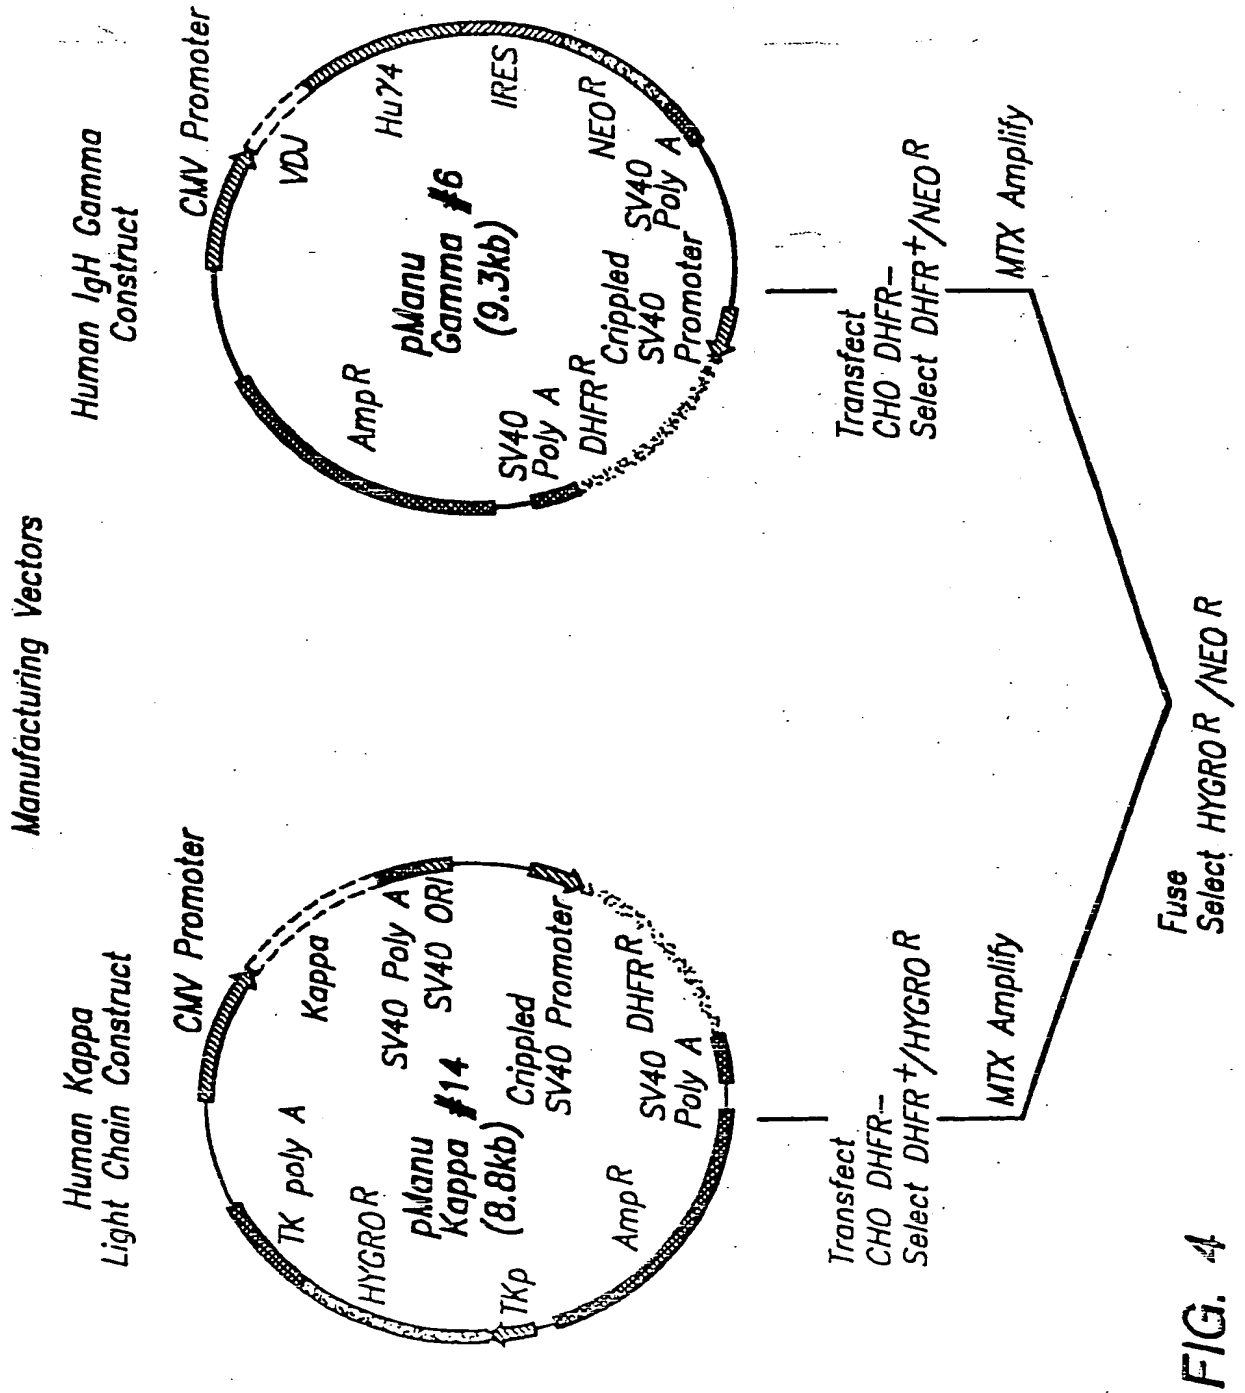 Manufacturing Vectors
Human Kappa
Light Chain Construct
CMV Promoter
Kappa
TK poly A
SV40 Poly A
SV40 ORI
HYGRO R
pManu
Kappa #14
(8.8kb)
Crippled
SV40 Promoter
TKp
AmpR
DHFR R
SV40
Poly A
Transfect
CHO DHFR-
Select DHFR+/HYGRO R
MTX Amplify
Human IgH Gamma
Construct
CMV Promoter
VDJ
Huγ4
IRES
AmpR
pManu
Gamma #6
(9.3kb)
NEO R
SV40
Poly A
Crippled
SV40
Promoter
DHFR R
SV40
Poly A
Transfect
CHO DHFR-
Select DHFR+/NEO R
MTX Amplify
Fuse
Select HYGRO R/NEO R
FIG. 4